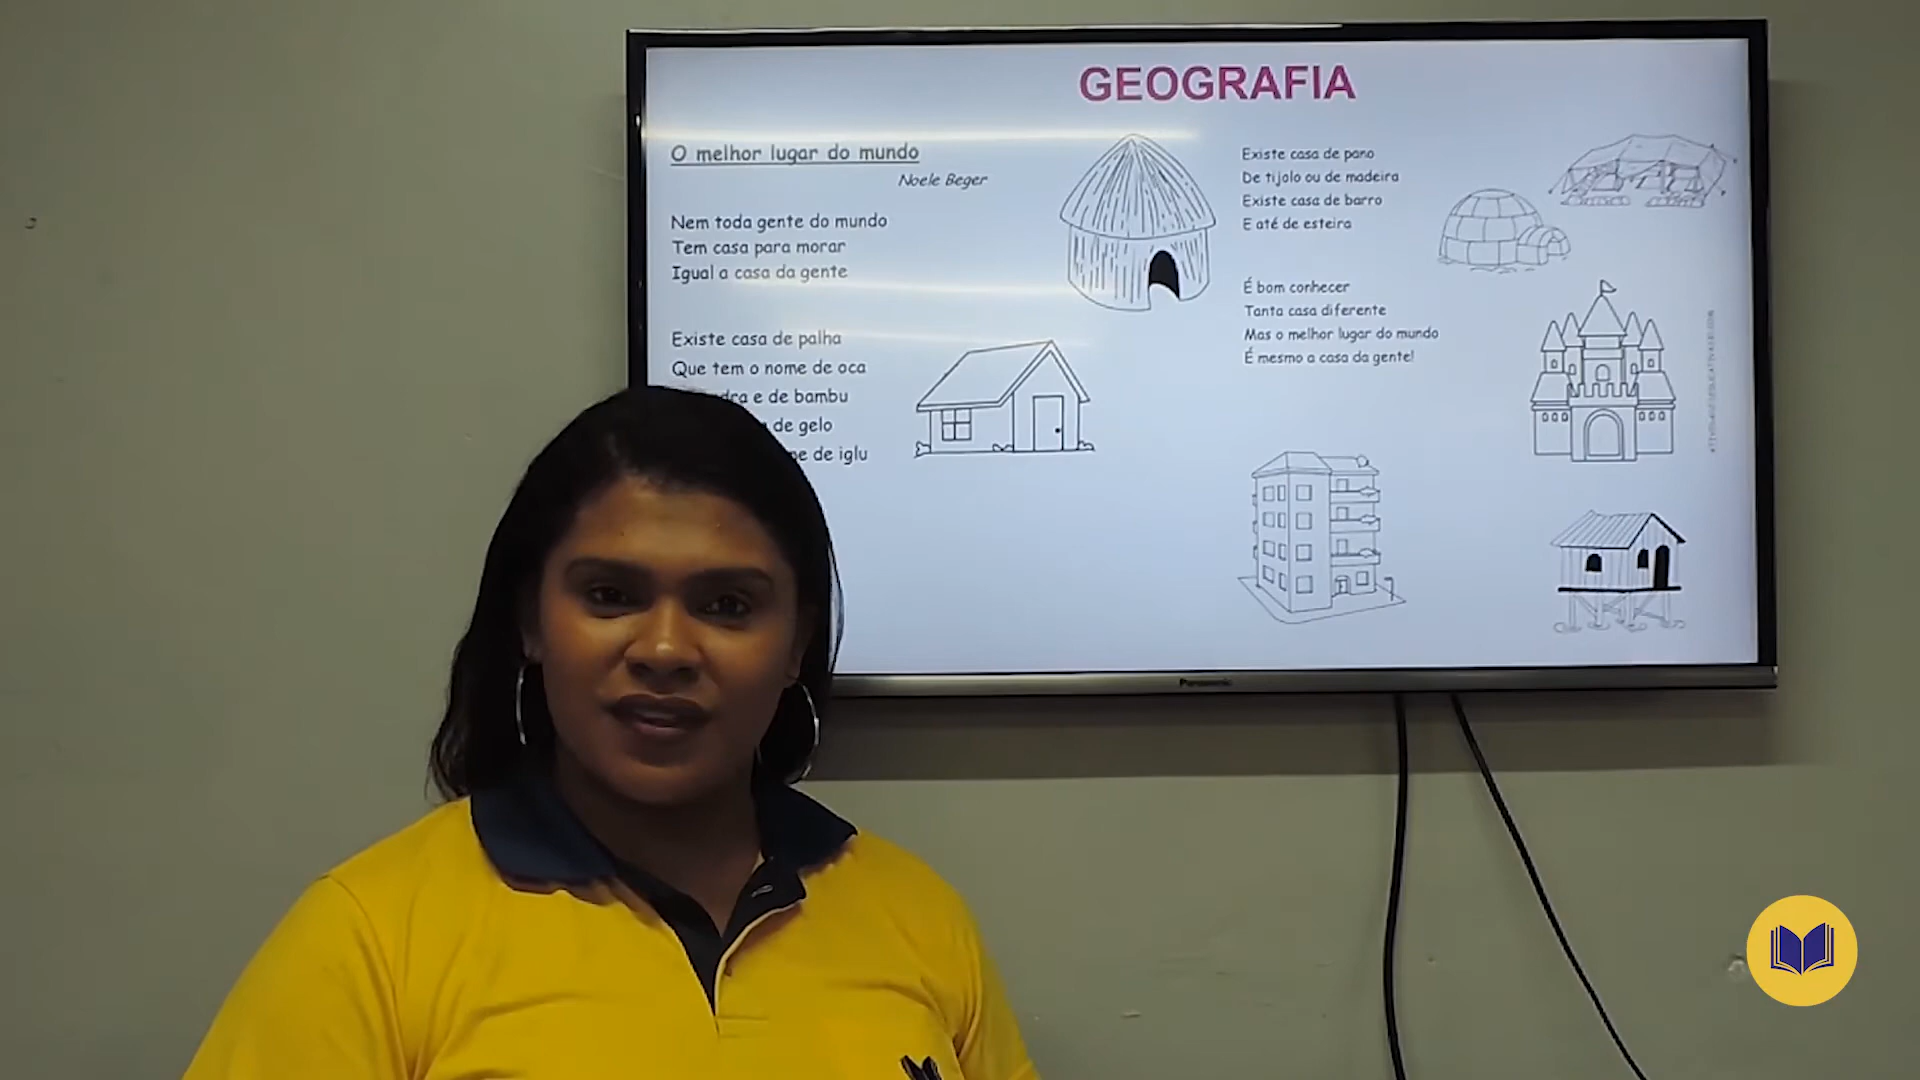 GEOGRAFIA
O melhor lugar do mundo
Noele Beger
Nem toda gente do mundo
Tem casa para morar
Igual a casa da gente
Existe casa de palha
Que tem o nome de oca
e de bambu
de gelo
de iglu
Existe casa de pano
De tijolo ou de madeira
Existe casa de barro
E até de esteira
É bom conhecer
Tanta casa diferente
Mas o melhor lugar do mundo
É mesmo a casa da gente!
Panasonic